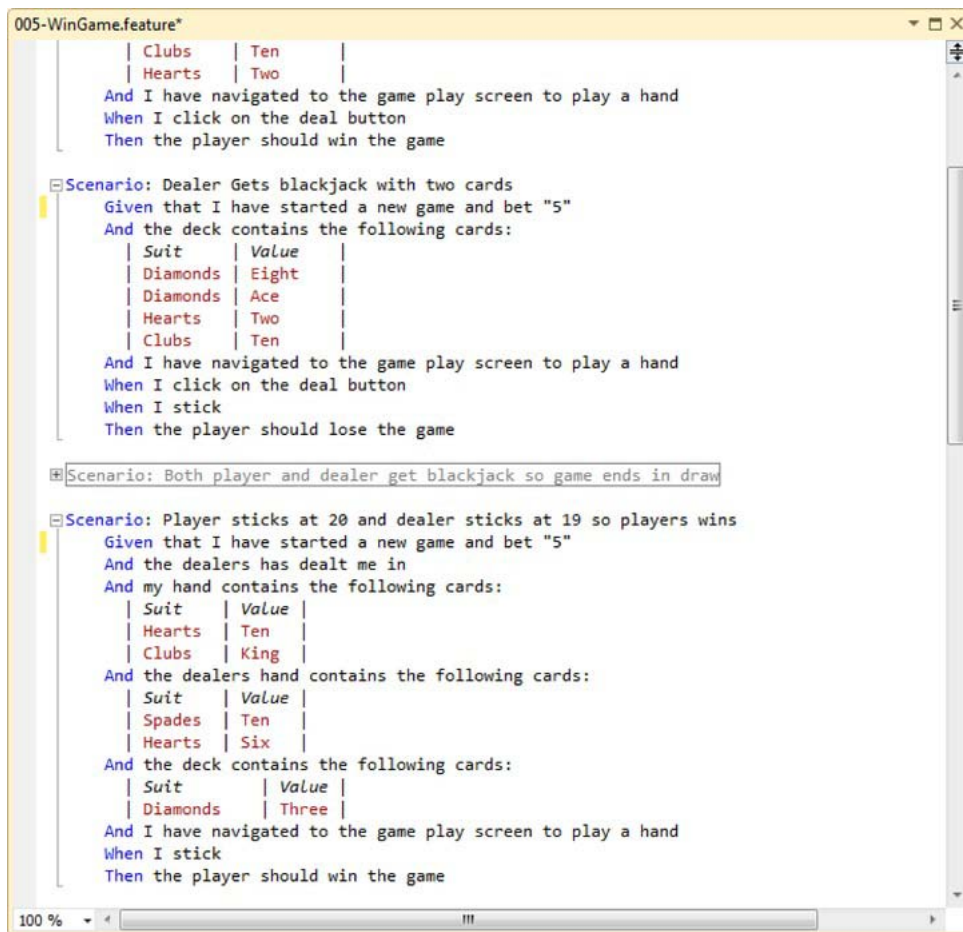 005-WinGame.feature*
| Clubs | Ten |
| Hearts | Two |
And I have navigated to the game play screen to play a hand
When I click on the deal button
Then the player should win the game
Scenario: Dealer Gets blackjack with two cards
Given that I have started a new game and bet "5"
And the deck contains the following cards:
| Suit | Value |
| Diamonds | Eight |
| Diamonds | Ace |
| Hearts | Two |
| Clubs | Ten |
And I have navigated to the game play screen to play a hand
When I click on the deal button
When I stick
Then the player should lose the game
Scenario: Both player and dealer get blackjack so game ends in draw
Scenario: Player sticks at 20 and dealer sticks at 19 so players wins
Given that I have started a new game and bet "5"
And the dealers has dealt me in
And my hand contains the following cards:
| Suit | Value |
| Hearts | Ten |
| Clubs | King |
And the dealers hand contains the following cards:
| Suit | Value |
| Spades | Ten |
| Hearts | Six |
And the deck contains the following cards:
| Suit | Value |
| Diamonds | Three |
And I have navigated to the game play screen to play a hand
When I stick
Then the player should win the game
100 %